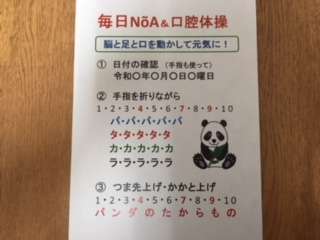 毎日NōA&口腔体操
脳と足と口を動かして元気に！
① 日付の確認 （手指も使って）
令和〇年〇月〇日〇曜日
② 手指を折りながら
1・2・3・4・5・6・7・8・9・10
パ・パ・パ・パ・パ
タ・タ・タ・タ・タ
カ・カ・カ・カ・カ
ラ・ラ・ラ・ラ・ラ
③ つま先上げ・かかと上げ
1・2・3・4・5・6・7・8・9・10
パンダのたからもの